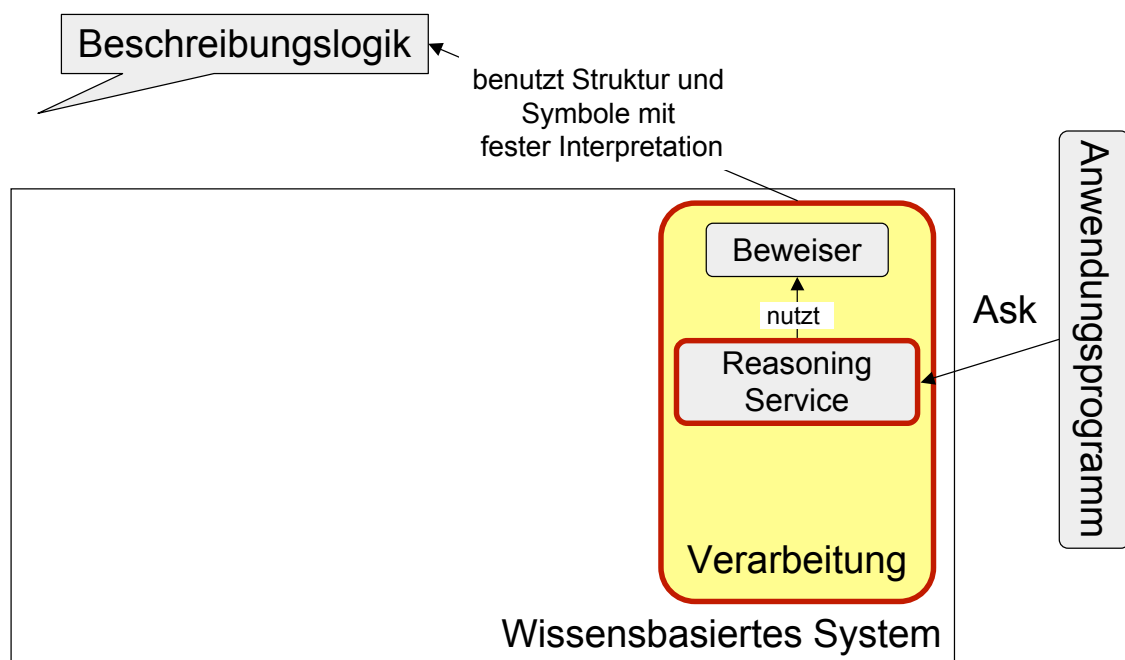 Beschreibungslogik
benutzt Struktur und
Symbole mit
fester Interpretation
Anwendungsprogramm
Beweiser
nutzt
Ask
Reasoning
Service
Verarbeitung
Wissensbasiertes System